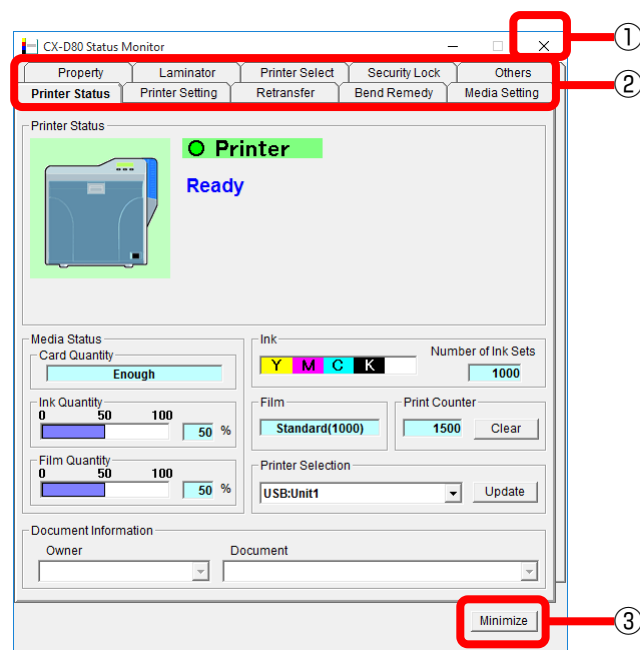 CX-D80 Status Monitor
①
Property Laminator Printer Select Security Lock Others
②
Printer Status Printer Setting Retransfer Bend Remedy Media Setting
Printer Status
Printer
Ready
Media Status
Card Quantity
Enough
Ink
Y M C K
Number of Ink Sets
1000
Ink Quantity
0 50 100
50 %
Film
Standard(1000)
Print Counter
1500 Clear
Film Quantity
0 50 100
50 %
Printer Selection
USB:Unit1 Update
Document Information
Owner Document
Minimize
③